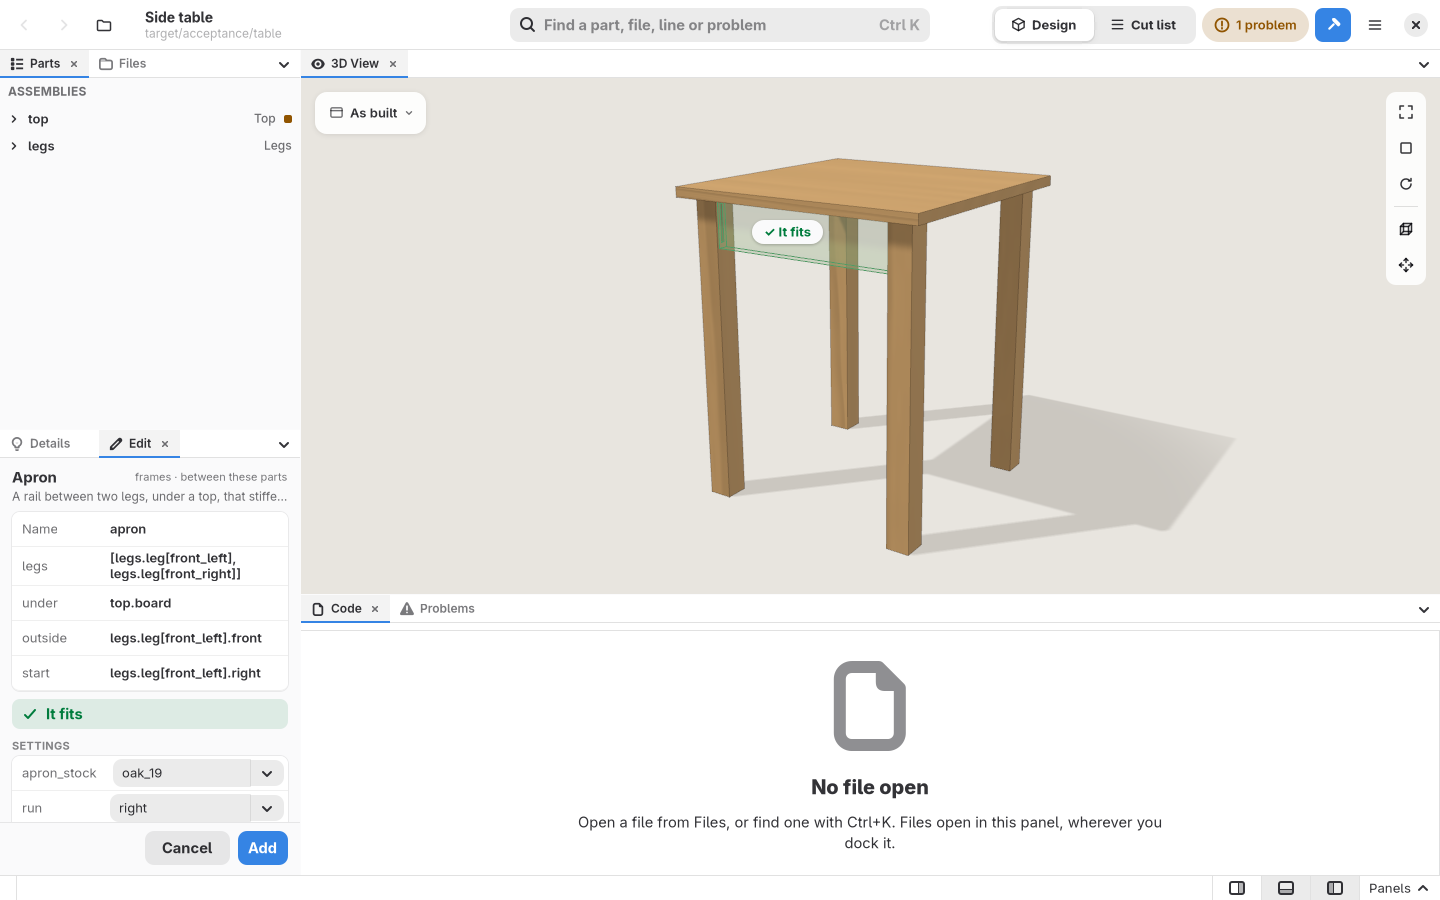 Side table
target/acceptance/table
Find a part, file, line or problem
Ctrl K
Design
Cut list
1 problem
Parts
Files
3D View
ASSEMBLIES
top
Top
legs
Legs
As built
It fits
Details
Edit
Apron
frames · between these parts
A rail between two legs, under a top, that stiffe...
Name
apron
legs
[legs.leg[front_left],
legs.leg[front_right]]
under
top.board
outside
legs.leg[front_left].front
start
legs.leg[front_left].right
It fits
SETTINGS
apron_stock
oak_19
run
right
Cancel
Add
Code
Problems
No file open
Open a file from Files, or find one with Ctrl+K. Files open in this panel, wherever you
dock it.
Panels